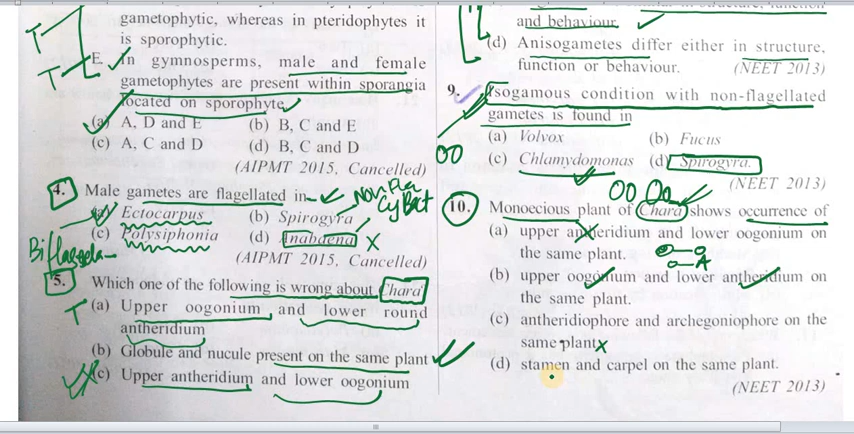 gametophytic, whereas in pteridophytes it
is sporophytic.
T
T
E. In gymnosperms, male and female
gametophytes are present within sporangia
located on sporophyte.
(a) A, D and E (b) B, C and E
(c) A, C and D (d) B, C and D
(AIPMT 2015, Cancelled)
4. Male gametes are flagellated in
(a) Ectocarpus (b) Spirogyra
(c) Polysiphonia (d) Anabaena
(AIPMT 2015, Cancelled)
5. Which one of the following is wrong about Chara?
T
(a) Upper oogonium and lower round
antheridium
(b) Globule and nucule present on the same plant
(c) Upper antheridium and lower oogonium
and behaviour.
(d) Anisogametes differ either in structure,
function or behaviour. (NEET 2013)
9. Isogamous condition with non-flagellated
gametes is found in
(a) Volvox (b) Fucus
(c) Chlamydomonas (d) Spirogyra.
(NEET 2013)
10. Monoecious plant of Chara shows occurrence of
(a) upper antheridium and lower oogonium on
the same plant.
(b) upper oogonium and lower antheridium on
the same plant.
(c) antheridiophore and archegoniophore on the
same plant
(d) stamen and carpel on the same plant.
(NEET 2013)